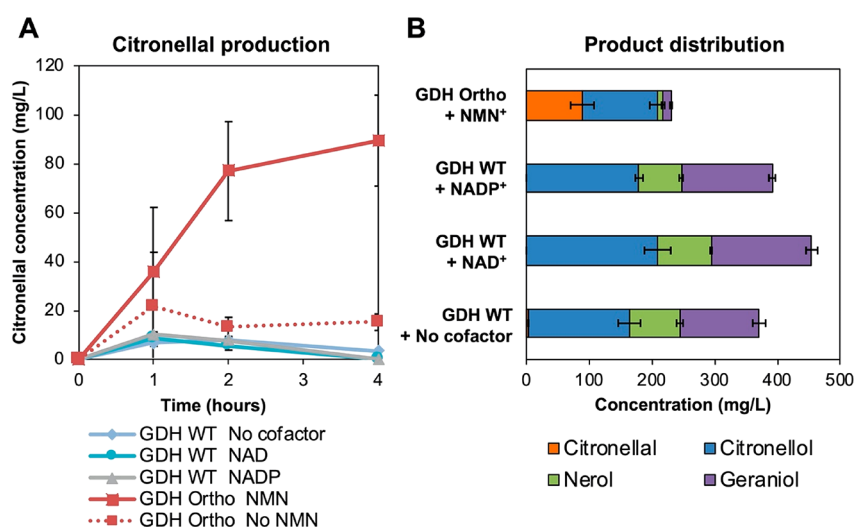 A
Citronellal production
Citronellal concentration (mg/L)
120
100
80
60
40
20
0
0
1
2
3
4
Time (hours)
GDH WT No cofactor
GDH WT NAD
GDH WT NADP
GDH Ortho NMN
GDH Ortho No NMN
B
Product distribution
GDH Ortho
+ NMN⁺
GDH WT
+ NADP⁺
GDH WT
+ NAD⁺
GDH WT
+ No cofactor
0
100
200
300
400
500
Concentration (mg/L)
Citronellal
Citronellol
Nerol
Geraniol